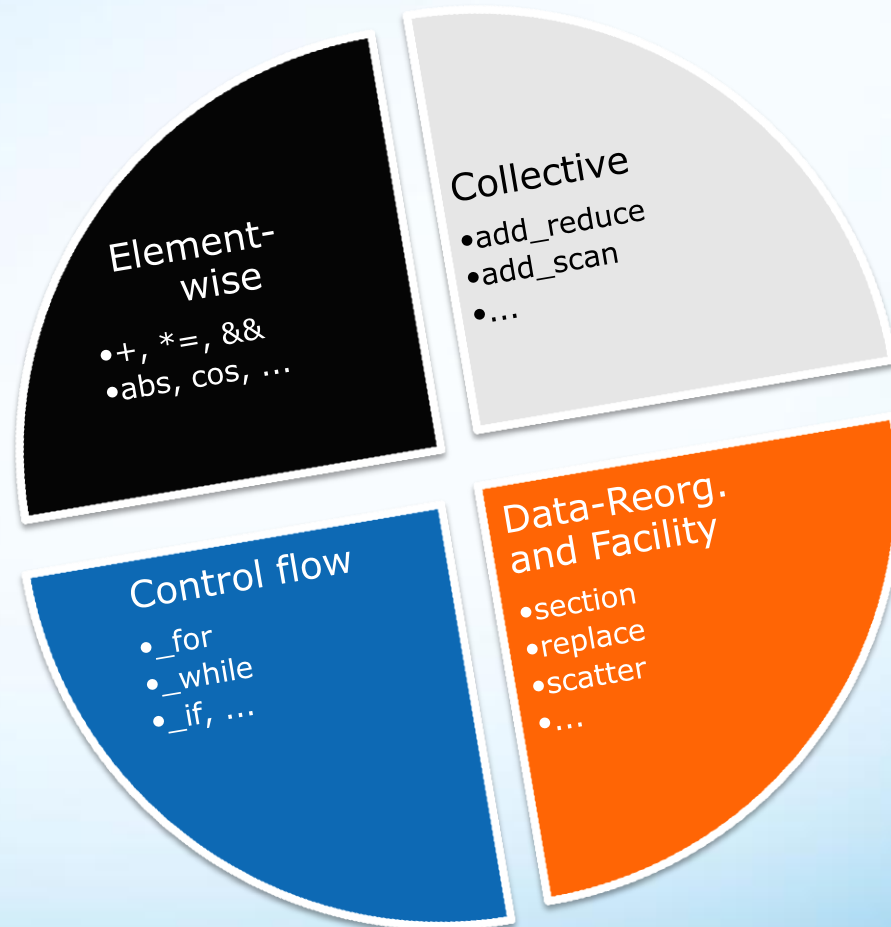 Element-
wise
•+, *=, &&
•abs, cos, ...
Collective
•add_reduce
•add_scan
•...
Control flow
•_for
•_while
•_if, ...
Data-Reorg.
and Facility
•section
•replace
•scatter
•...